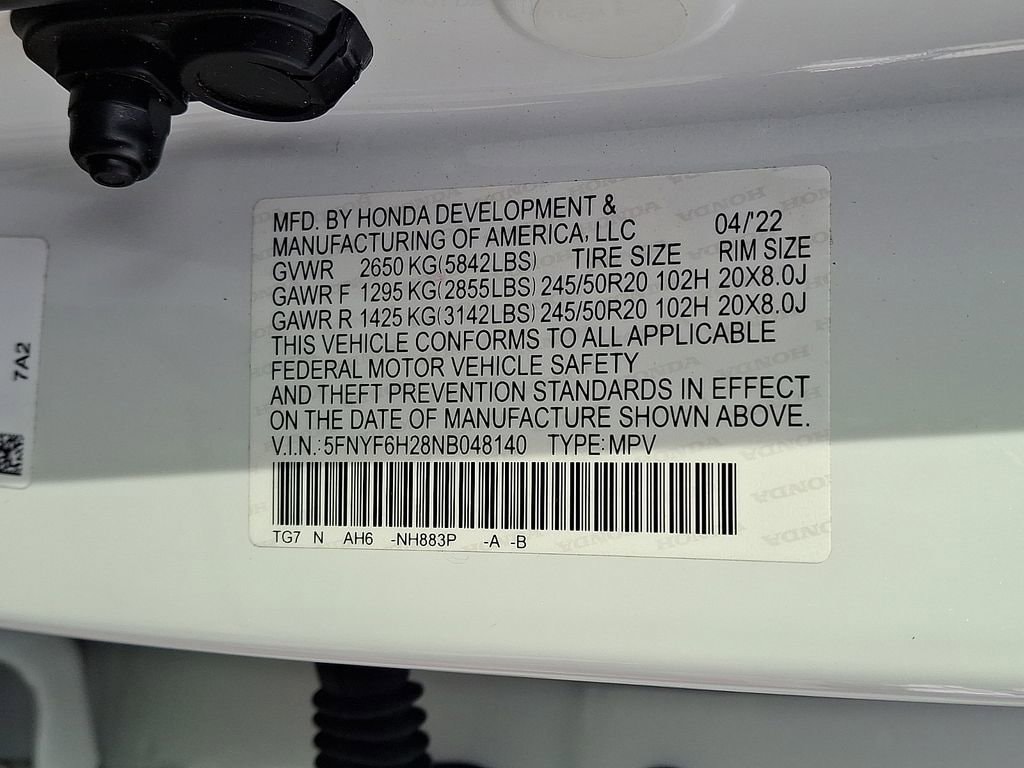 MFD. BY HONDA DEVELOPMENT &
MANUFACTURING OF AMERICA, LLC 04/'22
GVWR 2650 KG(5842LBS) TIRE SIZE RIM SIZE
GAWR F 1295 KG(2855LBS) 245/50R20 102H 20X8.0J
GAWR R 1425 KG(3142LBS) 245/50R20 102H 20X8.0J
THIS VEHICLE CONFORMS TO ALL APPLICABLE
FEDERAL MOTOR VEHICLE SAFETY
AND THEFT PREVENTION STANDARDS IN EFFECT
ON THE DATE OF MANUFACTURE SHOWN ABOVE.
V.I.N.: 5FNYF6H28NB048140 TYPE: MPV
TG7 N AH6 -NH883P -A -B
7A2
HONDA